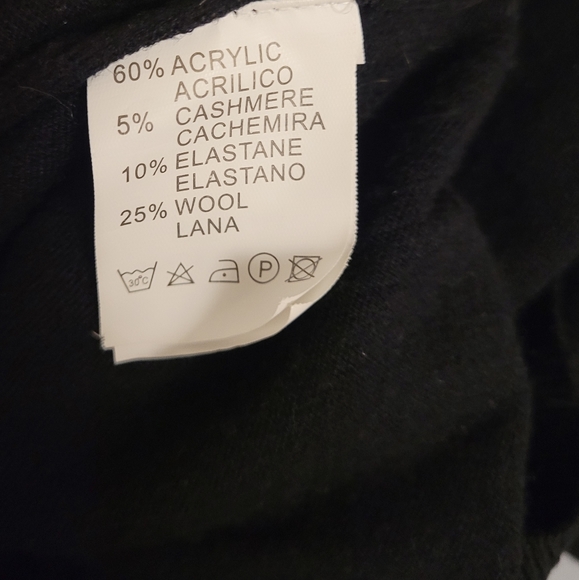 60% ACRYLIC
ACRILICO
5% CASHMERE
CACHEMIRA
10% ELASTANE
ELASTANO
25% WOOL
LANA
30°C P